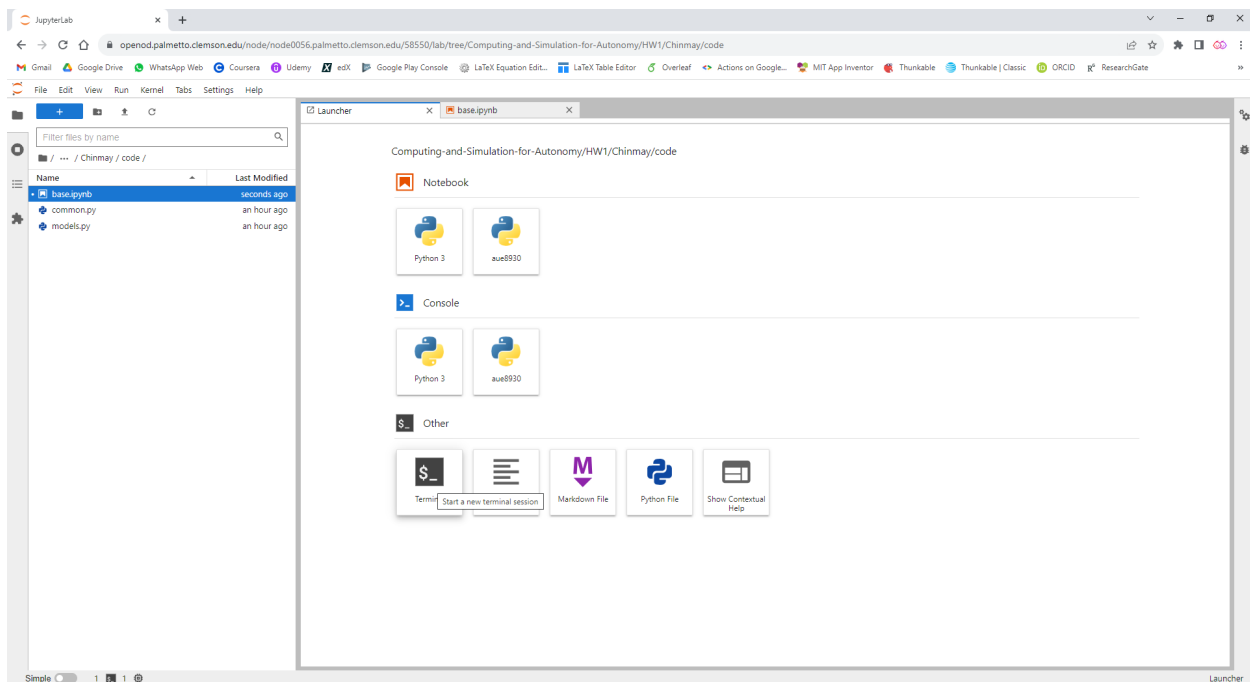 JupyterLab
openod.palmetto.clemson.edu/node/node0056.palmetto.clemson.edu/58550/lab/tree/Computing-and-Simulation-for-Autonomy/HW1/Chinmay/code
Gmail Google Drive WhatsApp Web Coursera Udemy edX Google Play Console LaTeX Equation Edit... LaTeX Table Editor Overleaf Actions on Google... MIT App Inventor Thunkable Thunkable | Classic ORCID ResearchGate
File Edit View Run Kernel Tabs Settings Help
Launcher base.ipynb
Filter files by name
/ ··· / Chinmay / code /
Name Last Modified
base.ipynb seconds ago
common.py an hour ago
models.py an hour ago
Computing-and-Simulation-for-Autonomy/HW1/Chinmay/code
Notebook
Python 3 aue8930
Console
Python 3 aue8930
$_ Other
$_ M
Start a new terminal session Markdown File Python File Show Contextual
Help
Simple 1 $_ 1 Launcher